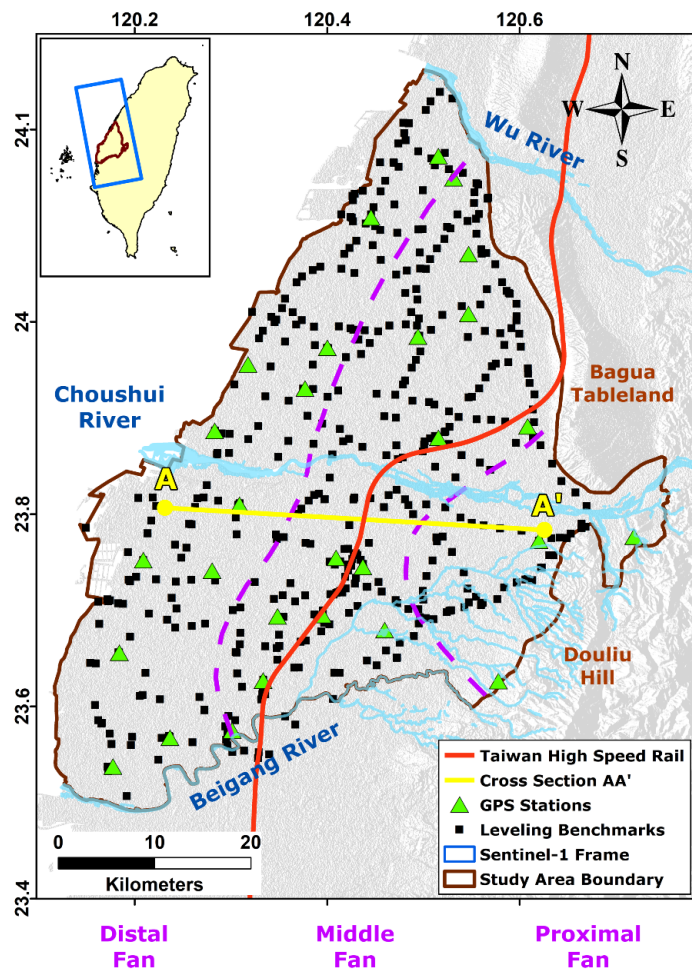 120.2
120.4
120.6
24.1
24
23.8
23.6
23.4
N
W
E
S
Wu River
Bagua
Tableland
Choushui
River
A
A'
Douliu
Hill
Beigang River
Taiwan High Speed Rail
Cross Section AA'
GPS Stations
Leveling Benchmarks
Sentinel-1 Frame
Study Area Boundary
0
10
20
Kilometers
Distal
Fan
Middle
Fan
Proximal
Fan